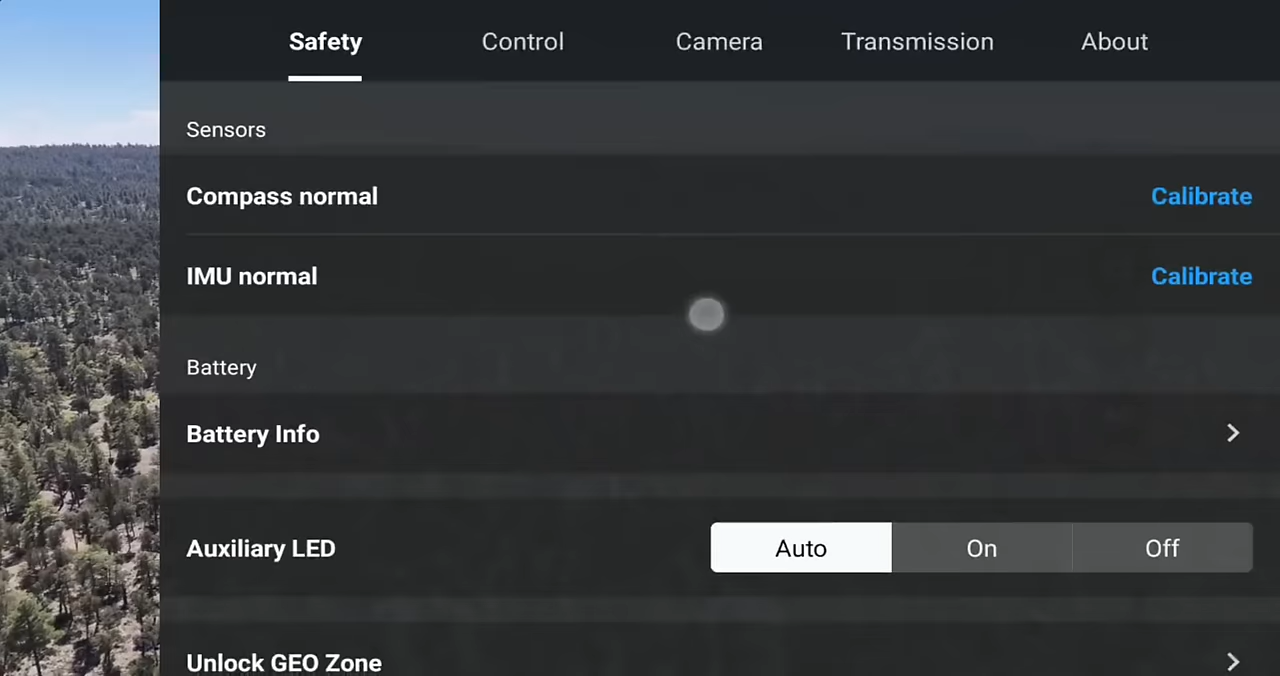 Safety Control Camera Transmission About
Sensors
Compass normal Calibrate
IMU normal Calibrate
Battery
Battery Info
Auxiliary LED Auto On Off
Unlock GEO Zone